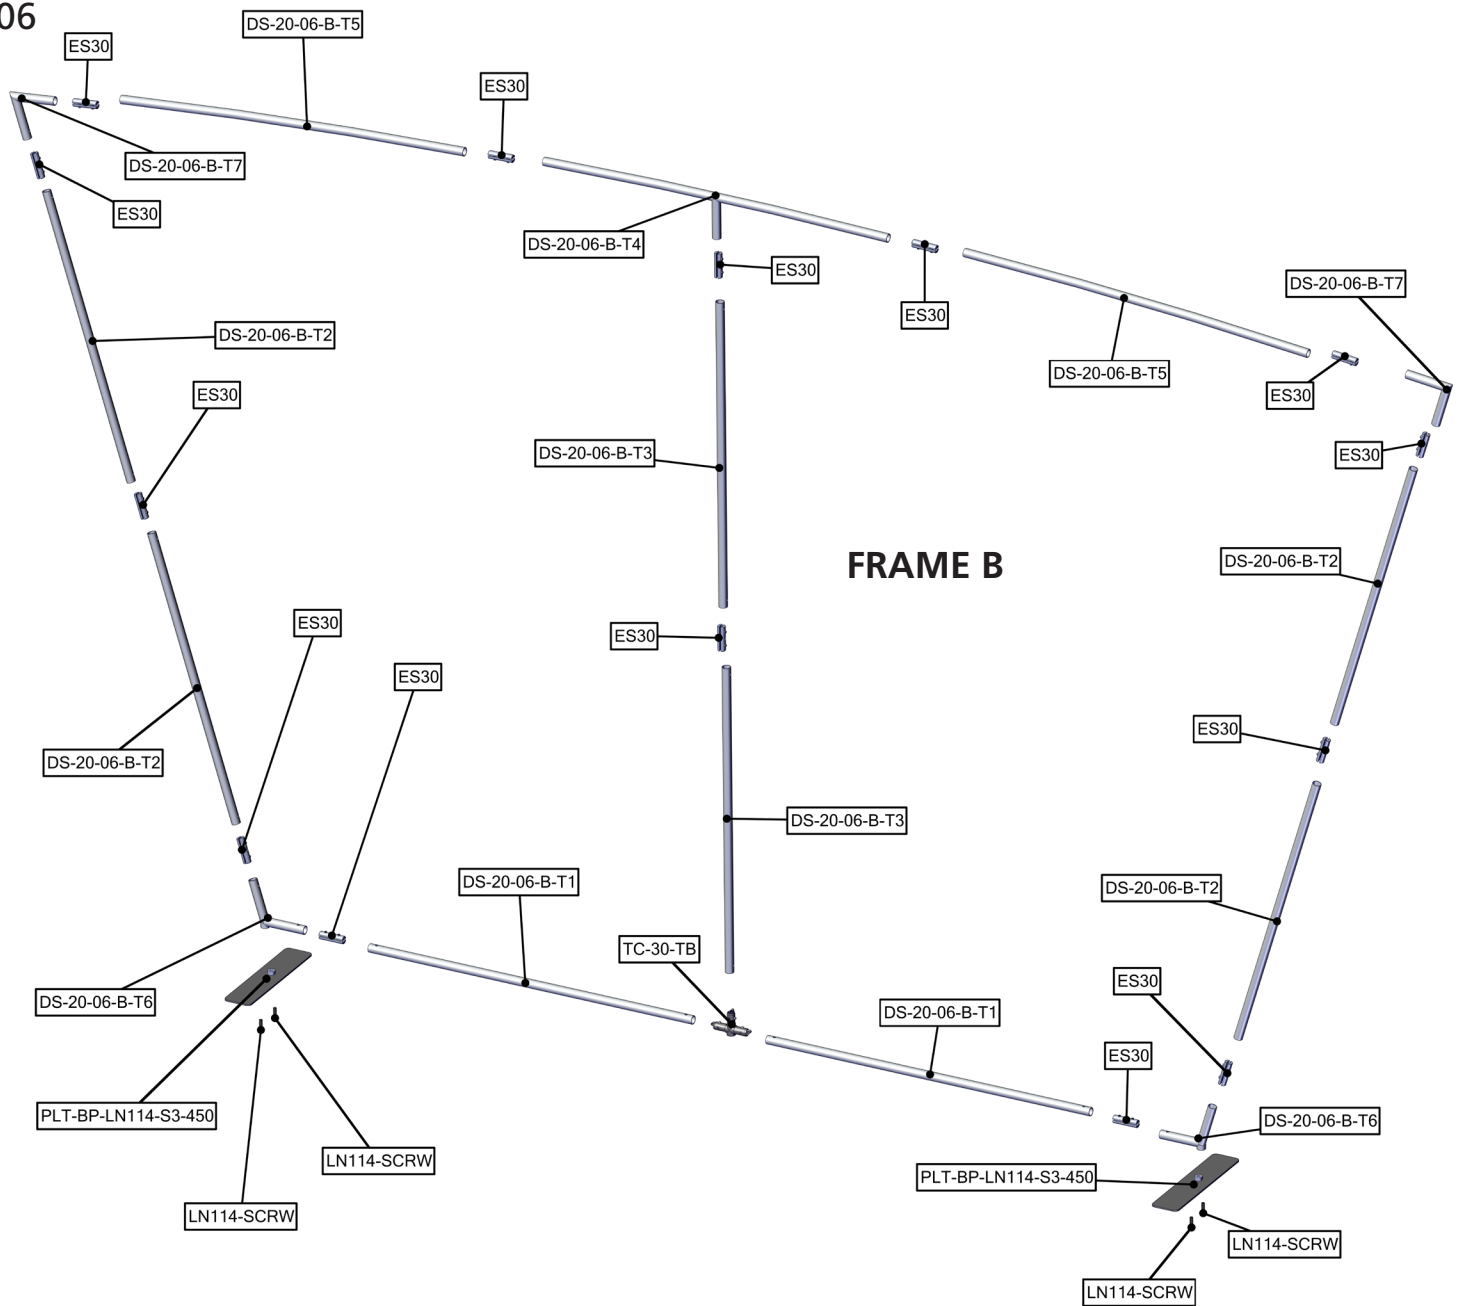 06
DS-20-06-B-T5
ES30
ES30
DS-20-06-B-T7
ES30
DS-20-06-B-T4
ES30
DS-20-06-B-T7
ES30
DS-20-06-B-T2
DS-20-06-B-T5
ES30
ES30
DS-20-06-B-T3
ES30
FRAME B
DS-20-06-B-T2
ES30
ES30
ES30
ES30
DS-20-06-B-T2
DS-20-06-B-T3
DS-20-06-B-T1
DS-20-06-B-T2
TC-30-TB
ES30
DS-20-06-B-T6
DS-20-06-B-T1
ES30
PLT-BP-LN114-S3-450
DS-20-06-B-T6
LN114-SCRW
PLT-BP-LN114-S3-450
LN114-SCRW
LN114-SCRW
LN114-SCRW